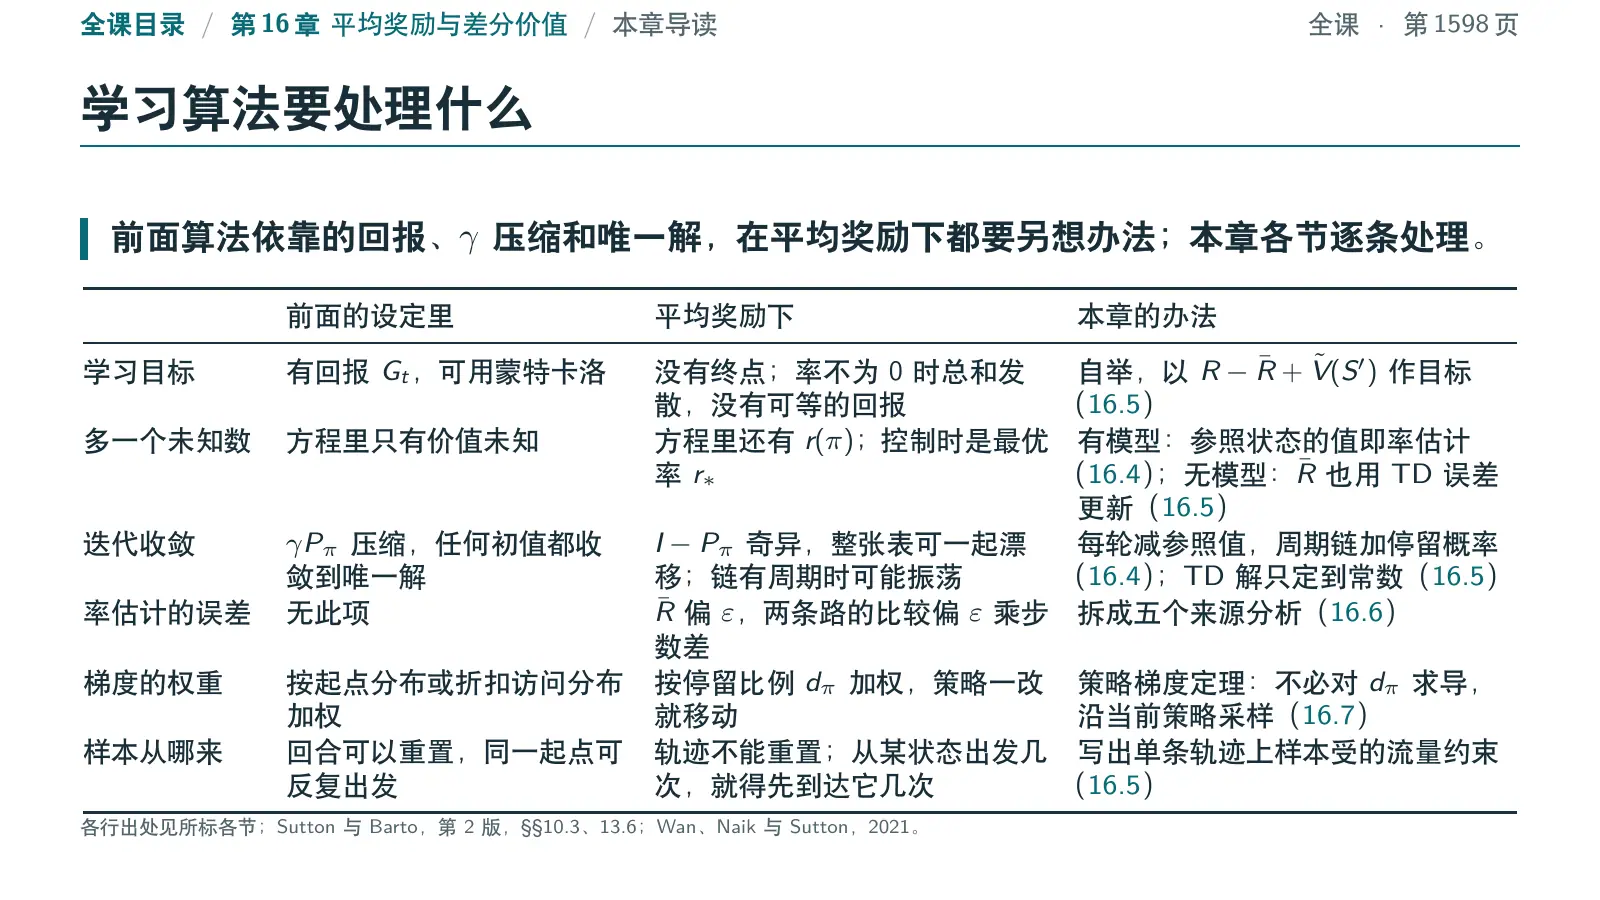 全课目录 / 第 16 章 平均奖励与差分价值 / 本章导读
全课 · 第 1598 页
学习算法要处理什么
前面算法依靠的回报、γ 压缩和唯一解，在平均奖励下都要另想办法；本章各节逐条处理。
前面的设定里 平均奖励下 本章的办法
学习目标 有回报 G_t，可用蒙特卡洛 没有终点；率不为 0 时总和发 自举，以 R − R̄ + Ṽ(S′) 作目标
散，没有可等的回报 (16.5)
多一个未知数 方程里只有价值未知 方程里还有 r(π)；控制时是最优 有模型：参照状态的值即率估计
率 r_* (16.4)；无模型：R̄ 也用 TD 误差
更新（16.5）
迭代收敛 γP_π 压缩，任何初值都收 I − P_π 奇异，整张表可一起漂 每轮减参照值，周期链加停留概率
敛到唯一解 移；链有周期时可能振荡 (16.4)；TD 解只定到常数（16.5）
率估计的误差 无此项 R̄ 偏 ε，两条路的比较偏 ε 乘步 拆成五个来源分析（16.6）
数差
梯度的权重 按起点分布或折扣访问分布 按停留比例 d_π 加权，策略一改 策略梯度定理：不必对 d_π 求导，
加权 就移动 沿当前策略采样（16.7）
样本从哪来 回合可以重置，同一起点可 轨迹不能重置；从某状态出发几 写出单条轨迹上样本受的流量约束
反复出发 次，就得先到达它几次 (16.5)
各行出处见所标各节；Sutton 与 Barto，第 2 版，§§10.3、13.6；Wan、Naik 与 Sutton，2021。